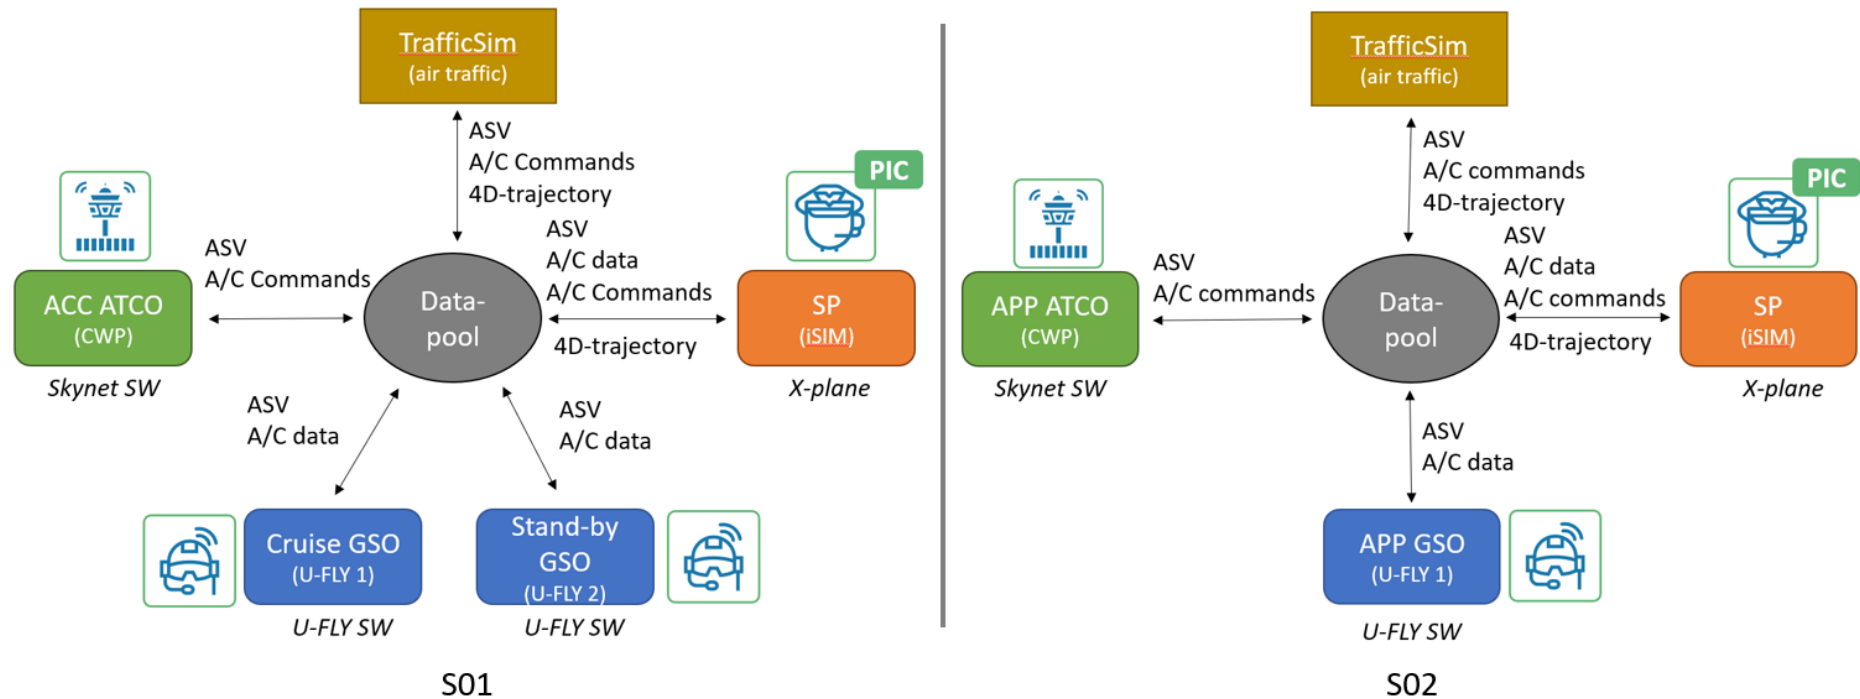 TrafficSim
(air traffic)
ASV
A/C Commands
4D-trajectory
PIC
ASV
A/C Commands
ACC ATCO
(CWP)
Skynet SW
Data-
pool
ASV
A/C data
A/C Commands
4D-trajectory
SP
(iSIM)
X-plane
ASV
A/C data
ASV
A/C data
Cruise GSO
(U-FLY 1)
U-FLY SW
Stand-by
GSO
(U-FLY 2)
U-FLY SW
S01
TrafficSim
(air traffic)
ASV
A/C commands
4D-trajectory
PIC
ASV
A/C commands
APP ATCO
(CWP)
Skynet SW
Data-
pool
ASV
A/C data
A/C commands
4D-trajectory
SP
(iSIM)
X-plane
ASV
A/C data
APP GSO
(U-FLY 1)
U-FLY SW
S02